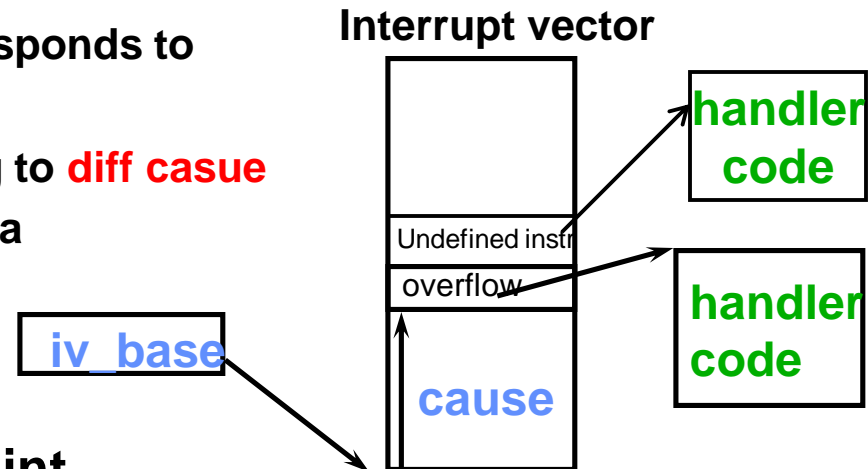 Interrupt vector
sponds to
to diff casue
a
Undefined instr
overflow
iv_base
cause
handler
code
handler
code
int